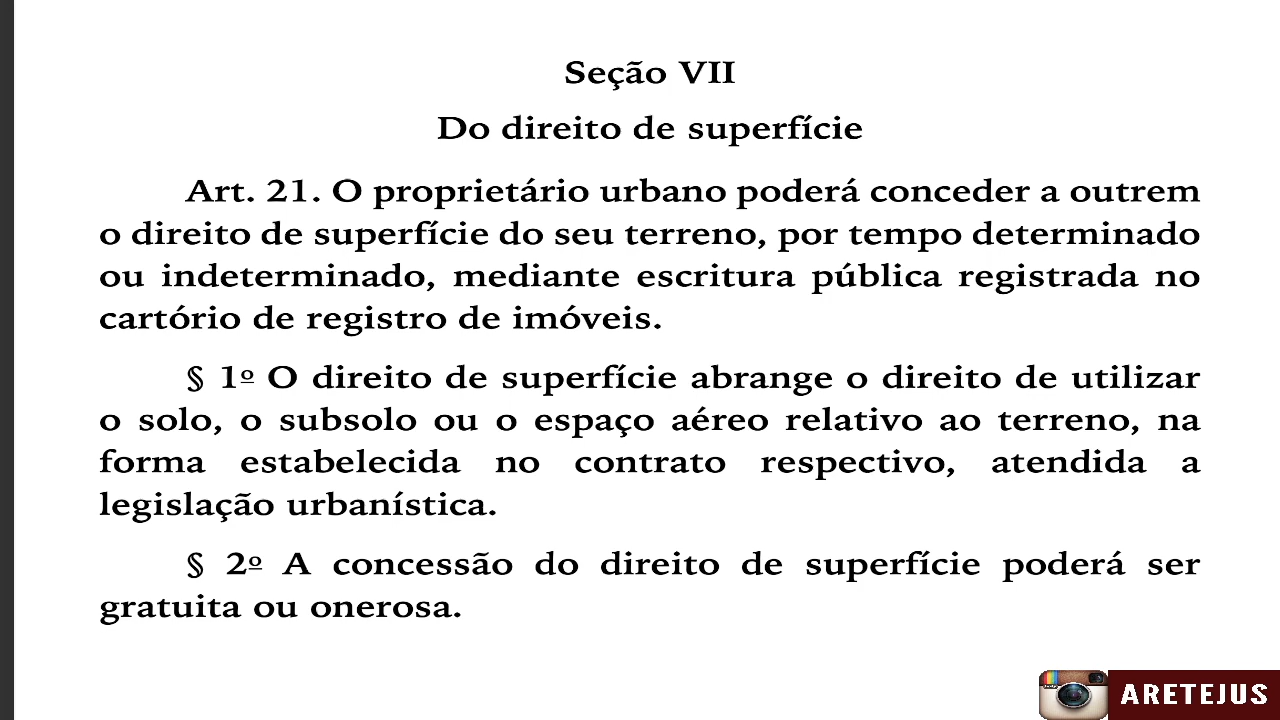 Seção VII
Do direito de superfície
Art. 21. O proprietário urbano poderá conceder a outrem
o direito de superfície do seu terreno, por tempo determinado
ou indeterminado, mediante escritura pública registrada no
cartório de registro de imóveis.
§ 1º O direito de superfície abrange o direito de utilizar
o solo, o subsolo ou o espaço aéreo relativo ao terreno, na
forma estabelecida no contrato respectivo, atendida a
legislação urbanística.
§ 2º A concessão do direito de superfície poderá ser
gratuita ou onerosa.
ARETEJUS